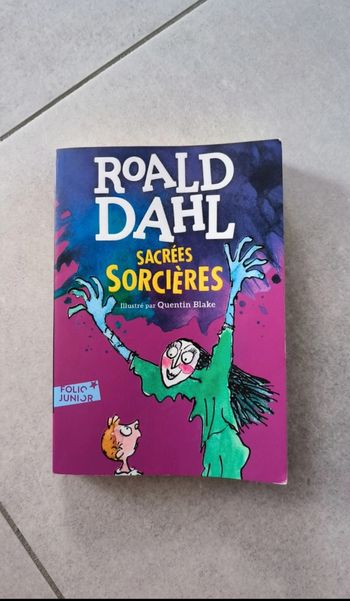 ROALD
DAHL
SACRÉES
SORCIÈRES
Illustré par Quentin Blake
FOLIO
JUNIOR